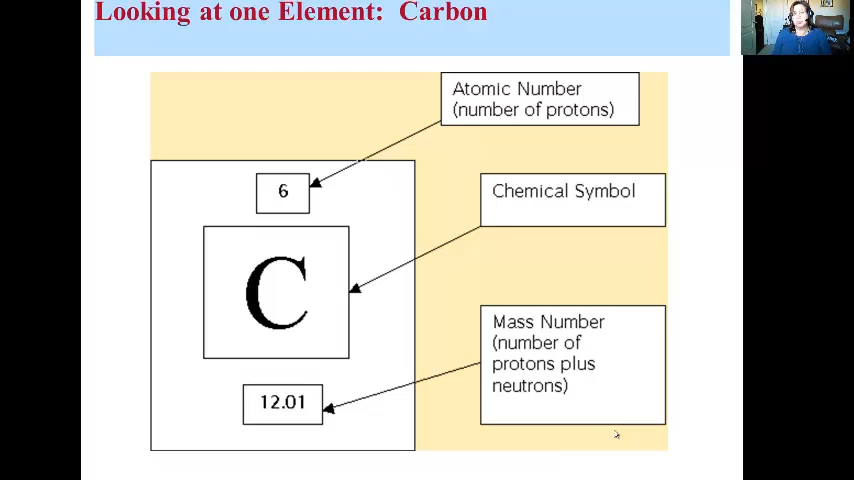 Looking at one Element: Carbon
Atomic Number
(number of protons)
6
Chemical Symbol
C
Mass Number
(number of
protons plus
neutrons)
12.01